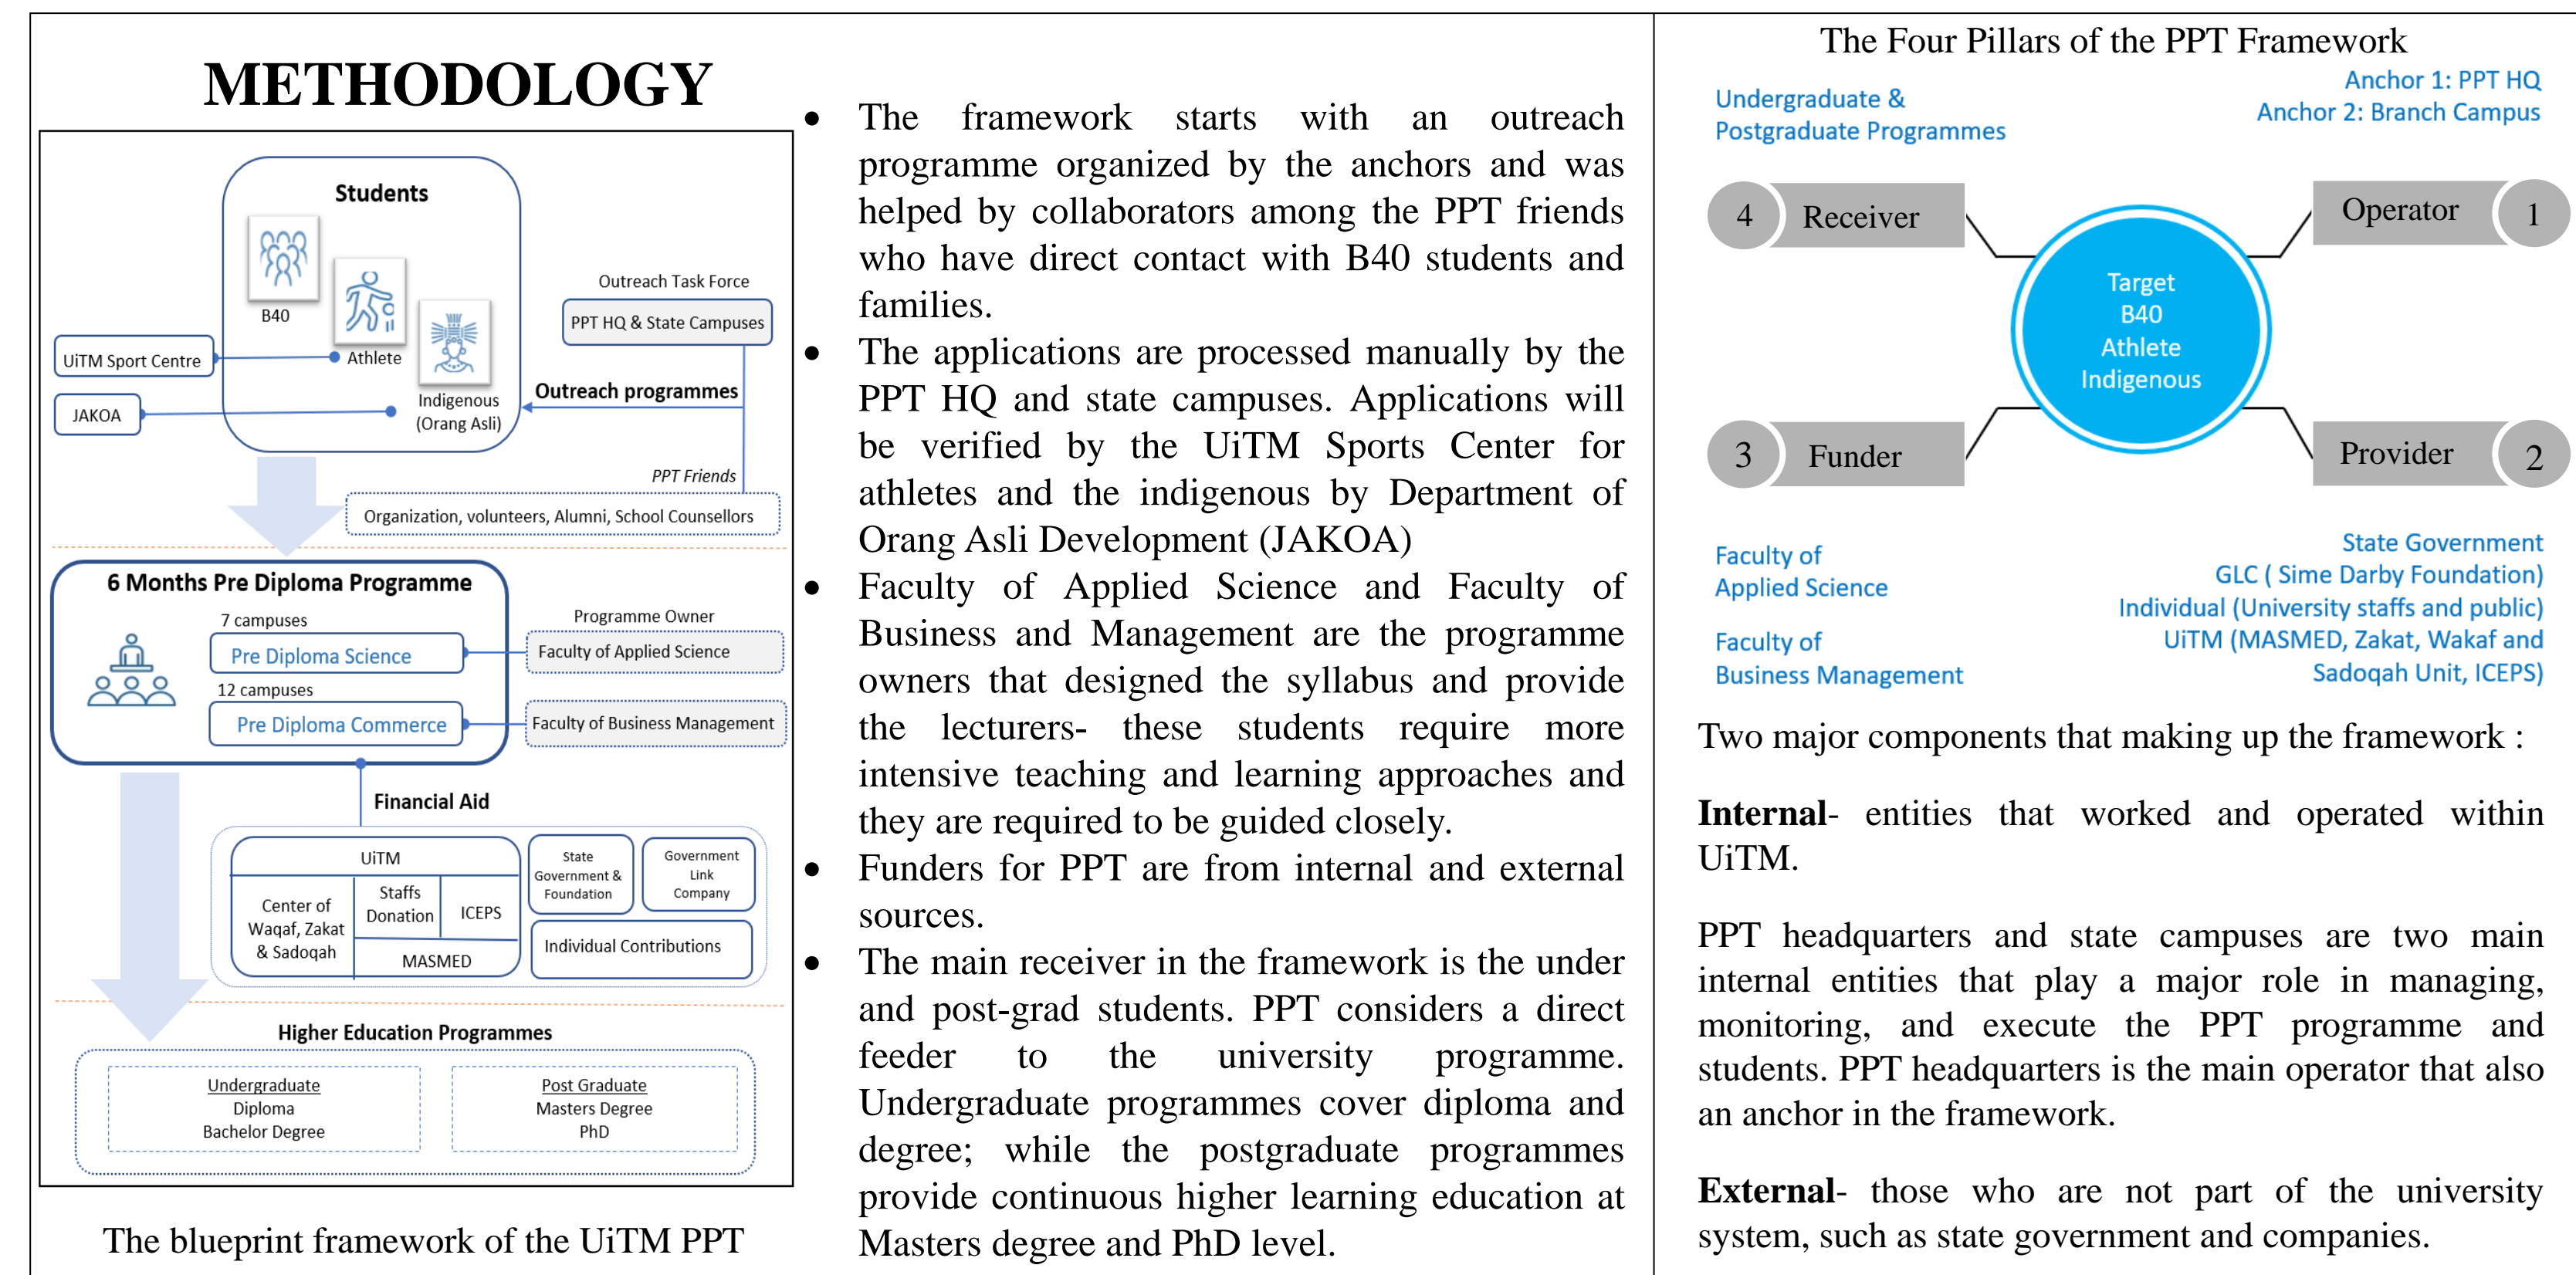 METHODOLOGY
Students
B40
Athlete
Indigenous
(Orang Asli)
UiTM Sport Centre
JAKOA
Outreach Task Force
PPT HQ & State Campuses
Outreach programmes
PPT Friends
Organization, volunteers, Alumni, School Counsellors
6 Months Pre Diploma Programme
7 campuses
Pre Diploma Science
12 campuses
Pre Diploma Commerce
Programme Owner
Faculty of Applied Science
Faculty of Business Management
Financial Aid
UiTM
Center of
Waqaf, Zakat
& Sadoqah
Staffs
Donation
ICEPS
MASMED
State
Government &
Foundation
Government
Link
Company
Individual Contributions
Higher Education Programmes
Undergraduate
Diploma
Bachelor Degree
Post Graduate
Masters Degree
PhD
The blueprint framework of the UiTM PPT
• The framework starts with an outreach
programme organized by the anchors and was
helped by collaborators among the PPT friends
who have direct contact with B40 students and
families.
• The applications are processed manually by the
PPT HQ and state campuses. Applications will
be verified by the UiTM Sports Center for
athletes and the indigenous by Department of
Orang Asli Development (JAKOA)
• Faculty of Applied Science and Faculty of
Business and Management are the programme
owners that designed the syllabus and provide
the lecturers- these students require more
intensive teaching and learning approaches and
they are required to be guided closely.
• Funders for PPT are from internal and external
sources.
• The main receiver in the framework is the under
and post-grad students. PPT considers a direct
feeder to the university programme.
Undergraduate programmes cover diploma and
degree; while the postgraduate programmes
provide continuous higher learning education at
Masters degree and PhD level.
The Four Pillars of the PPT Framework
Undergraduate &
Postgraduate Programmes
Anchor 1: PPT HQ
Anchor 2: Branch Campus
4 Receiver
Operator 1
Target
B40
Athlete
Indigenous
3 Funder
Provider 2
Faculty of
Applied Science
Faculty of
Business Management
State Government
GLC ( Sime Darby Foundation)
Individual (University staffs and public)
UiTM (MASMED, Zakat, Wakaf and
Sadoqah Unit, ICEPS)
Two major components that making up the framework :
Internal- entities that worked and operated within
UiTM.
PPT headquarters and state campuses are two main
internal entities that play a major role in managing,
monitoring, and execute the PPT programme and
students. PPT headquarters is the main operator that also
an anchor in the framework.
External- those who are not part of the university
system, such as state government and companies.